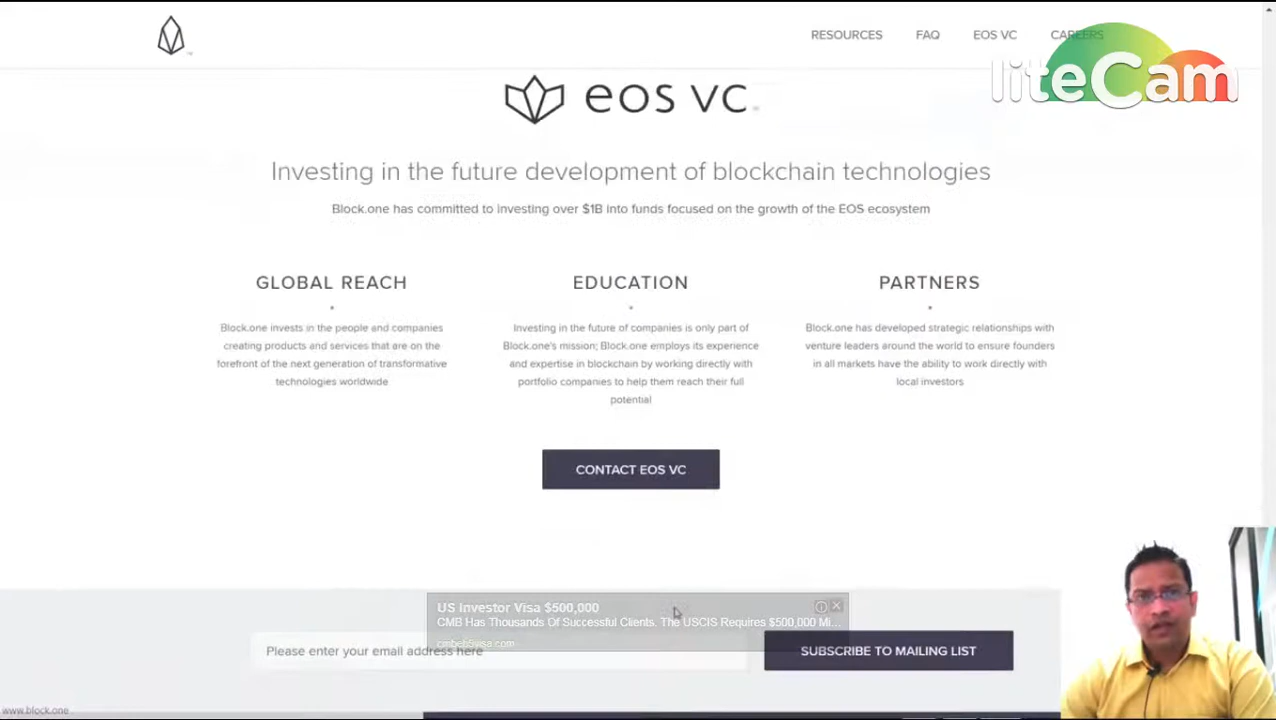 RESOURCES FAQ EOS VC CAREERS
liteCam
eos vc
Investing in the future development of blockchain technologies
Block.one has committed to investing over $1B into funds focused on the growth of the EOS ecosystem
GLOBAL REACH
Block.one invests in the people and companies
creating products and services that are on the
forefront of the next generation of transformative
technologies worldwide
EDUCATION
Investing in the future of companies is only part of
Block.one's mission; Block.one employs its experience
and expertise in blockchain by working directly with
portfolio companies to help them reach their full
potential
PARTNERS
Block.one has developed strategic relationships with
venture leaders around the world to ensure founders
in all markets have the ability to work directly with
local investors
CONTACT EOS VC
US Investor Visa $500,000
CMB Has Thousands Of Successful Clients. The USCIS Requires $500,000 Mi...
Please enter your email address here
SUBSCRIBE TO MAILING LIST
www.block.one